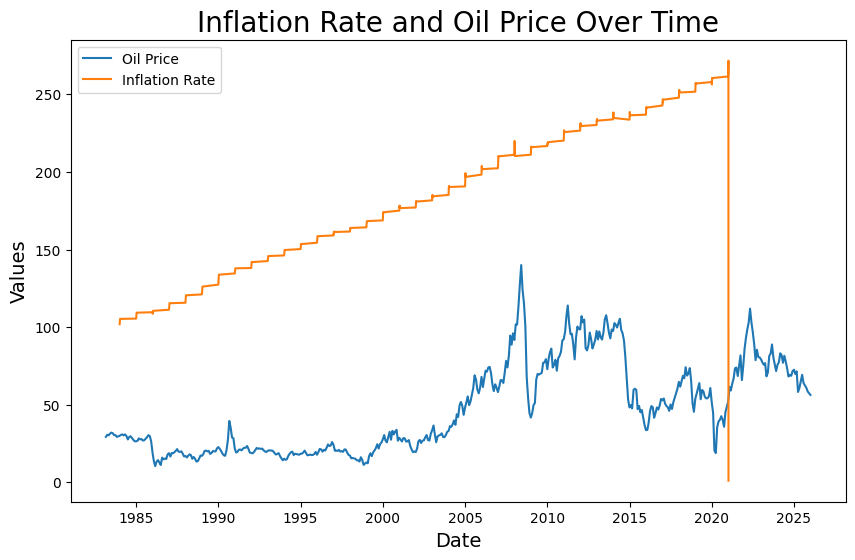 Inflation Rate and Oil Price Over Time
Oil Price
Inflation Rate
250
200
150
100
50
0
Values
1985 1990 1995 2000 2005 2010 2015 2020 2025
Date